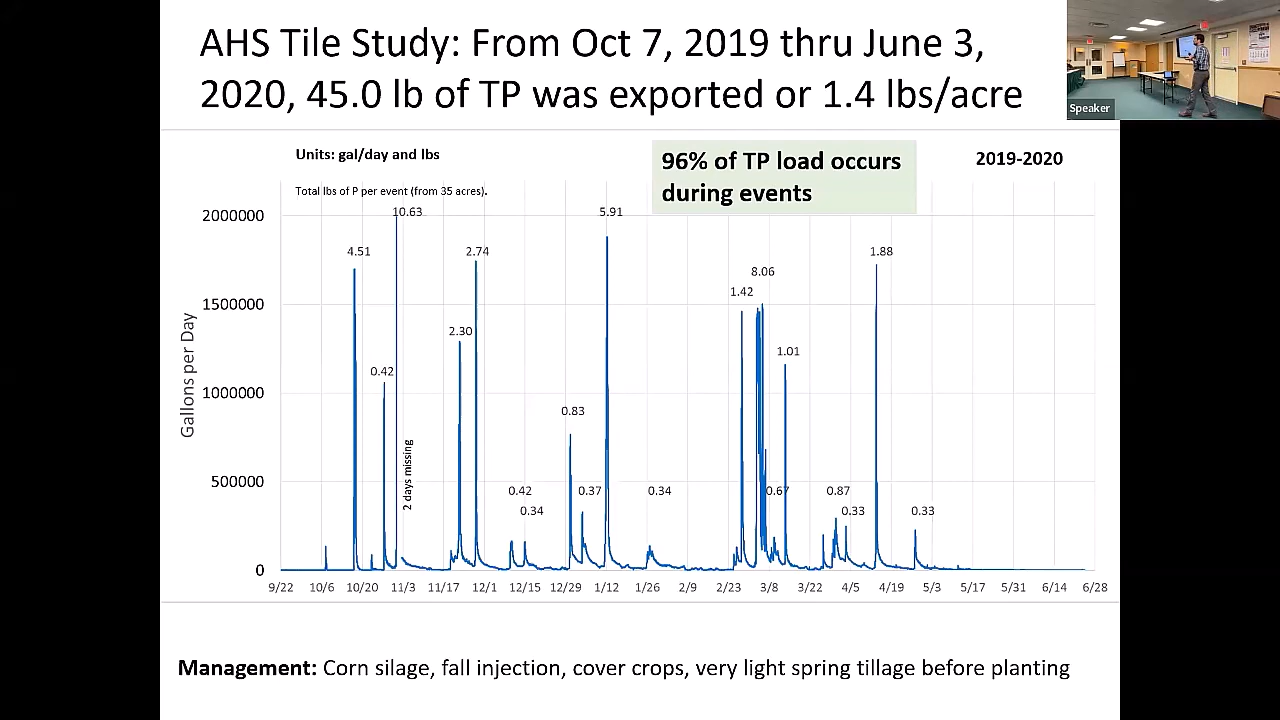 AHS Tile Study: From Oct 7, 2019 thru June 3,
2020, 45.0 lb of TP was exported or 1.4 lbs/acre
Speaker
Units: gal/day and lbs
96% of TP load occurs
during events
2019-2020
Total lbs of P per event (from 35 acres).
Gallons per Day
2000000
1500000
1000000
500000
0
4.51
0.42
10.63
2 days missing
2.30
2.74
0.42
0.34
0.83
0.37
5.91
0.34
1.42
8.06
0.67
1.01
0.87
0.33
1.88
0.33
9/22 10/6 10/20 11/3 11/17 12/1 12/15 12/29 1/12 1/26 2/9 2/23 3/8 3/22 4/5 4/19 5/3 5/17 5/31 6/14 6/28
Management: Corn silage, fall injection, cover crops, very light spring tillage before planting